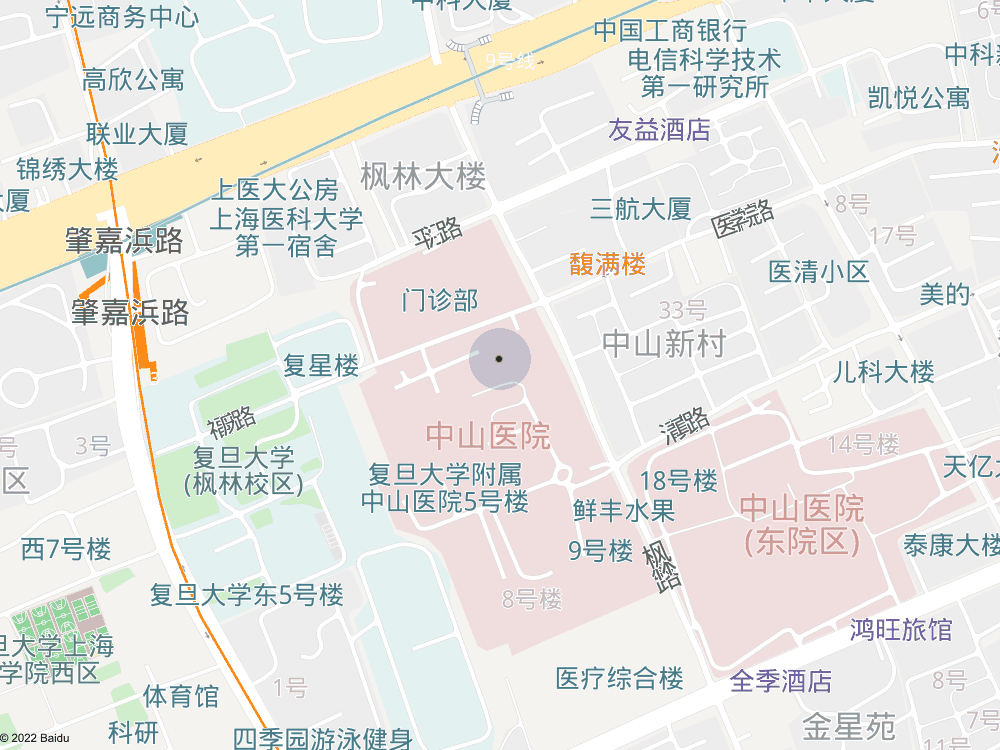 宁远商务中心
中科大厦
中国工商银行
9号线
电信科学技术
第一研究所
高欣公寓
凯悦公寓
联业大厦
友益酒店
锦绣大楼
枫林大楼
上医大公房
三航大厦
8号
上海医科大学
第一宿舍
平江路
医学院路
17号
肇嘉浜路
馥满楼
医清小区
美的
门诊部
33号
肇嘉浜路
中山新村
复星楼
儿科大楼
3号
中山医院
清真路
14号楼
复旦大学
(枫林校区)
复旦大学附属
中山医院5号楼
18号楼
区
鲜丰水果
中山医院
(东院区)
西7号楼
9号楼
枫林路
泰康大楼
复旦大学东5号楼
8号楼
鸿旺旅馆
旦大学上海
学院西区
医疗综合楼
全季酒店
1号
8号
体育馆
金星苑
7号
科研
四季园游泳健身
11号
© 2022 Baidu